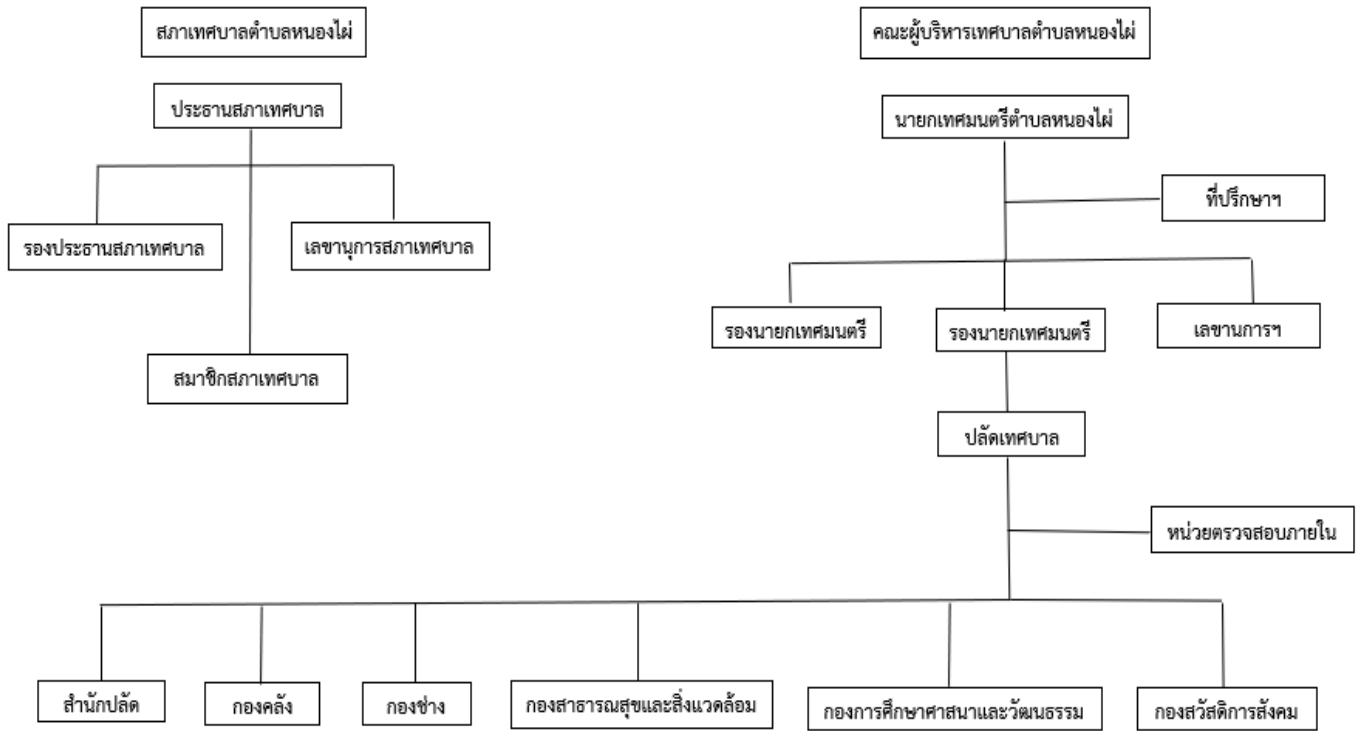 สภาเทศบาลตำบลหนองไผ่
คณะผู้บริหารเทศบาลตำบลหนองไผ่
ประธานสภาเทศบาล
นายกเทศมนตรีตำบลหนองไผ่
ที่ปรึกษาฯ
รองประธานสภาเทศบาล
เลขานุการสภาเทศบาล
รองนายกเทศมนตรี
รองนายกเทศมนตรี
เลขานการฯ
สมาชิกสภาเทศบาล
ปลัดเทศบาล
หน่วยตรวจสอบภายใน
สำนักปลัด
กองคลัง
กองช่าง
กองสาธารณสุขและสิ่งแวดล้อม
กองการศึกษาศาสนาและวัฒนธรรม
กองสวัสดิการสังคม